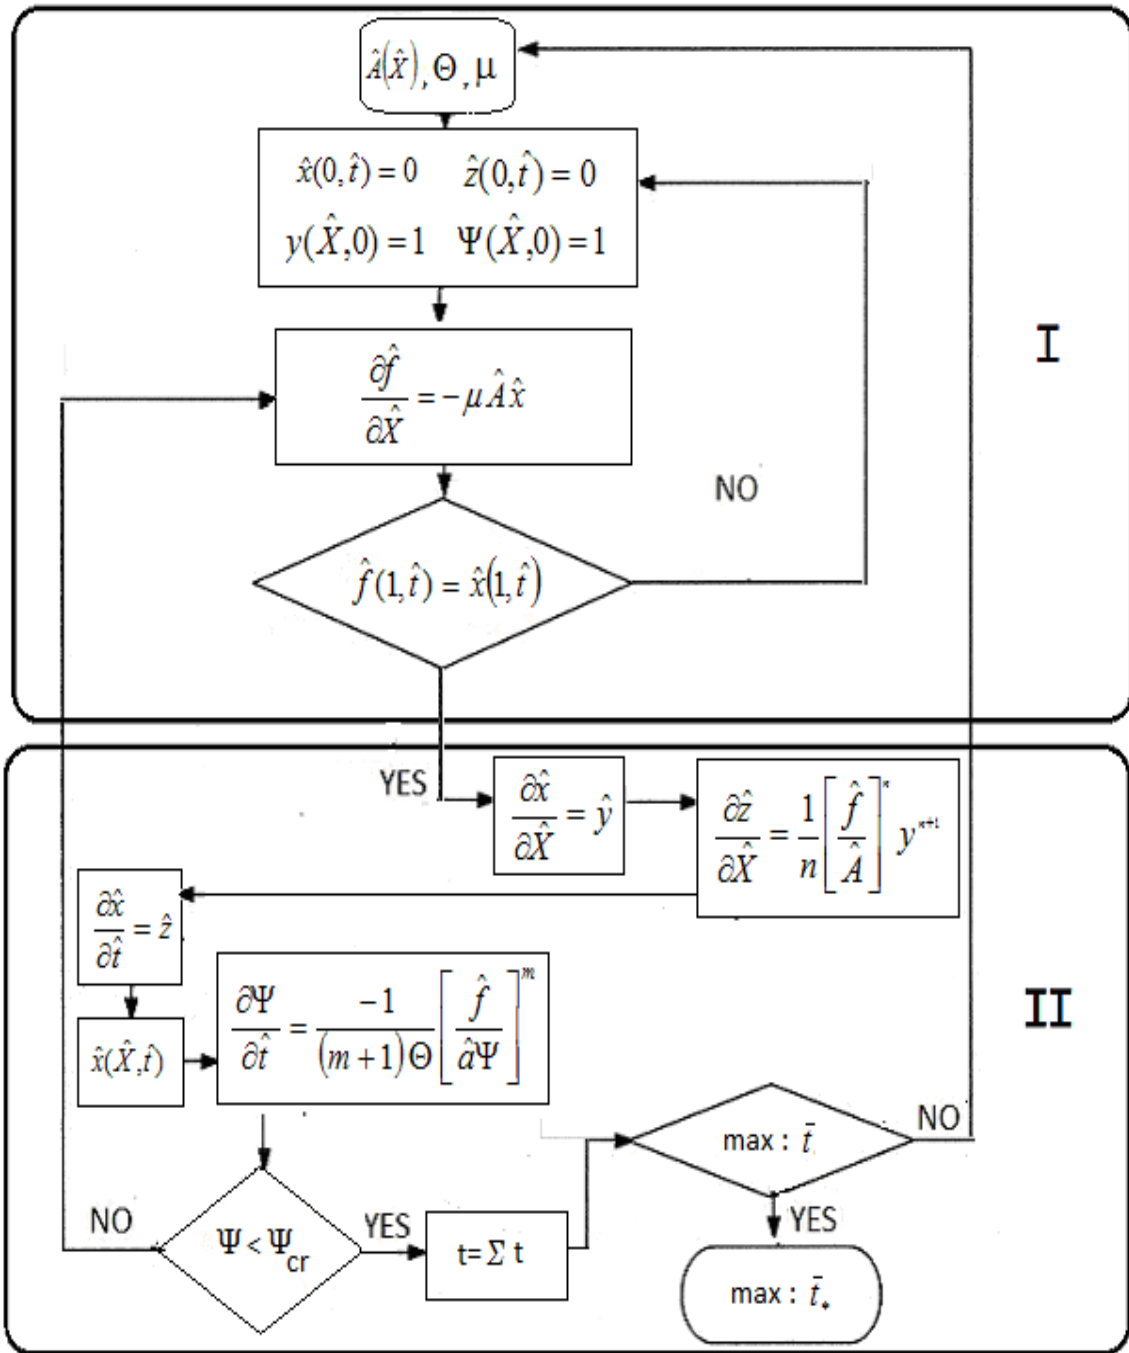 Â(X̂), Θ, μ
x̂(0,t̂) = 0 ẑ(0,t̂) = 0
y(X̂,0) = 1 Ψ(X̂,0) = 1
I
∂f̂/∂X̂ = −μÂx̂
NO
f̂(1,t̂) = x̂(1,t̂)
YES
∂x̂/∂X̂ = ŷ
∂ẑ/∂X̂ = 1/n [f̂/Â]^n y^{n+1}
∂x̂/∂t̂ = ẑ
x̂(X̂,t̂)
∂Ψ/∂t̂ = −1/((m+1)Θ) [f̂/(âΨ)]^m
II
max : t̄
NO
YES
max : t̄*
NO
Ψ < Ψcr
YES
t=Σ t